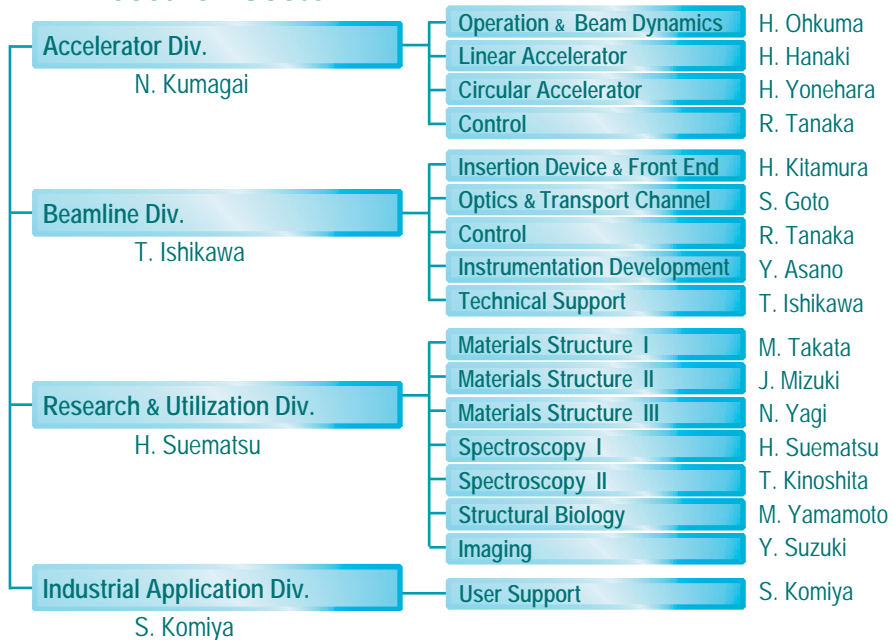 Accelerator Div.
N. Kumagai
Operation & Beam Dynamics H. Ohkuma
Linear Accelerator H. Hanaki
Circular Accelerator H. Yonehara
Control R. Tanaka
Beamline Div.
T. Ishikawa
Insertion Device & Front End H. Kitamura
Optics & Transport Channel S. Goto
Control R. Tanaka
Instrumentation Development Y. Asano
Technical Support T. Ishikawa
Research & Utilization Div.
H. Suematsu
Materials Structure I M. Takata
Materials Structure II J. Mizuki
Materials Structure III N. Yagi
Spectroscopy I H. Suematsu
Spectroscopy II T. Kinoshita
Structural Biology M. Yamamoto
Imaging Y. Suzuki
Industrial Application Div.
S. Komiya
User Support S. Komiya